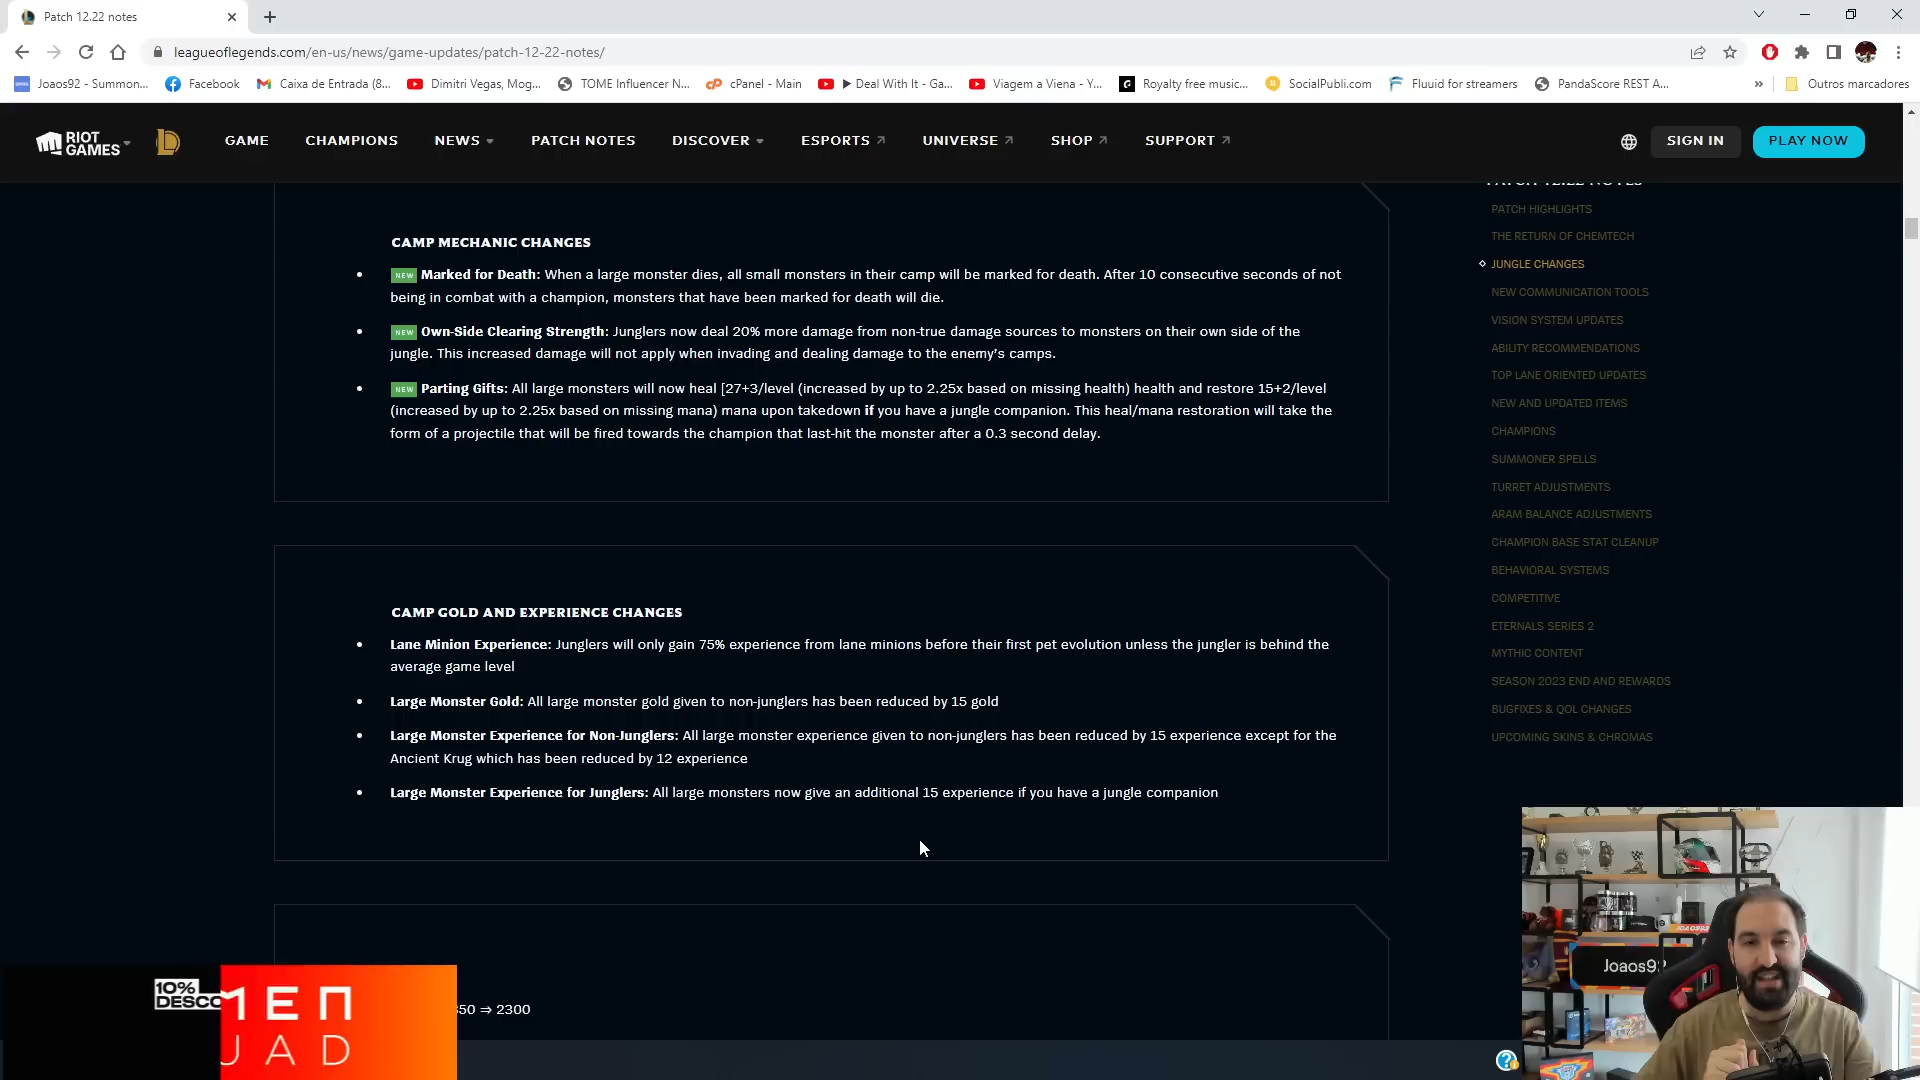 Patch 12.22 notes
leagueoflegends.com/en-us/news/game-updates/patch-12-22-notes/
Joaos92 - Summon...
Facebook
Caixa de Entrada (8...
Dimitri Vegas, Mog...
TOME Influencer N...
cPanel - Main
▶ Deal With It - Ga...
Viagem a Viena - Y...
Royalty free music...
SocialPubli.com
Fluuid for streamers
PandaScore REST A...
»
Outros marcadores
RIOT GAMES
GAME
CHAMPIONS
NEWS
PATCH NOTES
DISCOVER
ESPORTS
UNIVERSE
SHOP
SUPPORT
SIGN IN
PLAY NOW
CAMP MECHANIC CHANGES
• NEW Marked for Death: When a large monster dies, all small monsters in their camp will be marked for death. After 10 consecutive seconds of not
being in combat with a champion, monsters that have been marked for death will die.
• NEW Own-Side Clearing Strength: Junglers now deal 20% more damage from non-true damage sources to monsters on their own side of the
jungle. This increased damage will not apply when invading and dealing damage to the enemy's camps.
• NEW Parting Gifts: All large monsters will now heal [27+3/level (increased by up to 2.25x based on missing health) health and restore 15+2/level
(increased by up to 2.25x based on missing mana) mana upon takedown if you have a jungle companion. This heal/mana restoration will take the
form of a projectile that will be fired towards the champion that last-hit the monster after a 0.3 second delay.
CAMP GOLD AND EXPERIENCE CHANGES
• Lane Minion Experience: Junglers will only gain 75% experience from lane minions before their first pet evolution unless the jungler is behind the
average game level
• Large Monster Gold: All large monster gold given to non-junglers has been reduced by 15 gold
• Large Monster Experience for Non-Junglers: All large monster experience given to non-junglers has been reduced by 15 experience except for the
Ancient Krug which has been reduced by 12 experience
• Large Monster Experience for Junglers: All large monsters now give an additional 15 experience if you have a jungle companion
50 ⇒ 2300
PATCH 12.22 NOTES
PATCH HIGHLIGHTS
THE RETURN OF CHEMTECH
JUNGLE CHANGES
NEW COMMUNICATION TOOLS
VISION SYSTEM UPDATES
ABILITY RECOMMENDATIONS
TOP LANE ORIENTED UPDATES
NEW AND UPDATED ITEMS
CHAMPIONS
SUMMONER SPELLS
TURRET ADJUSTMENTS
ARAM BALANCE ADJUSTMENTS
CHAMPION BASE STAT CLEANUP
BEHAVIORAL SYSTEMS
COMPETITIVE
ETERNALS SERIES 2
MYTHIC CONTENT
SEASON 2023 END AND REWARDS
BUGFIXES & QOL CHANGES
UPCOMING SKINS & CHROMAS
10%
DESCO
MEN
UAD
Joaos92